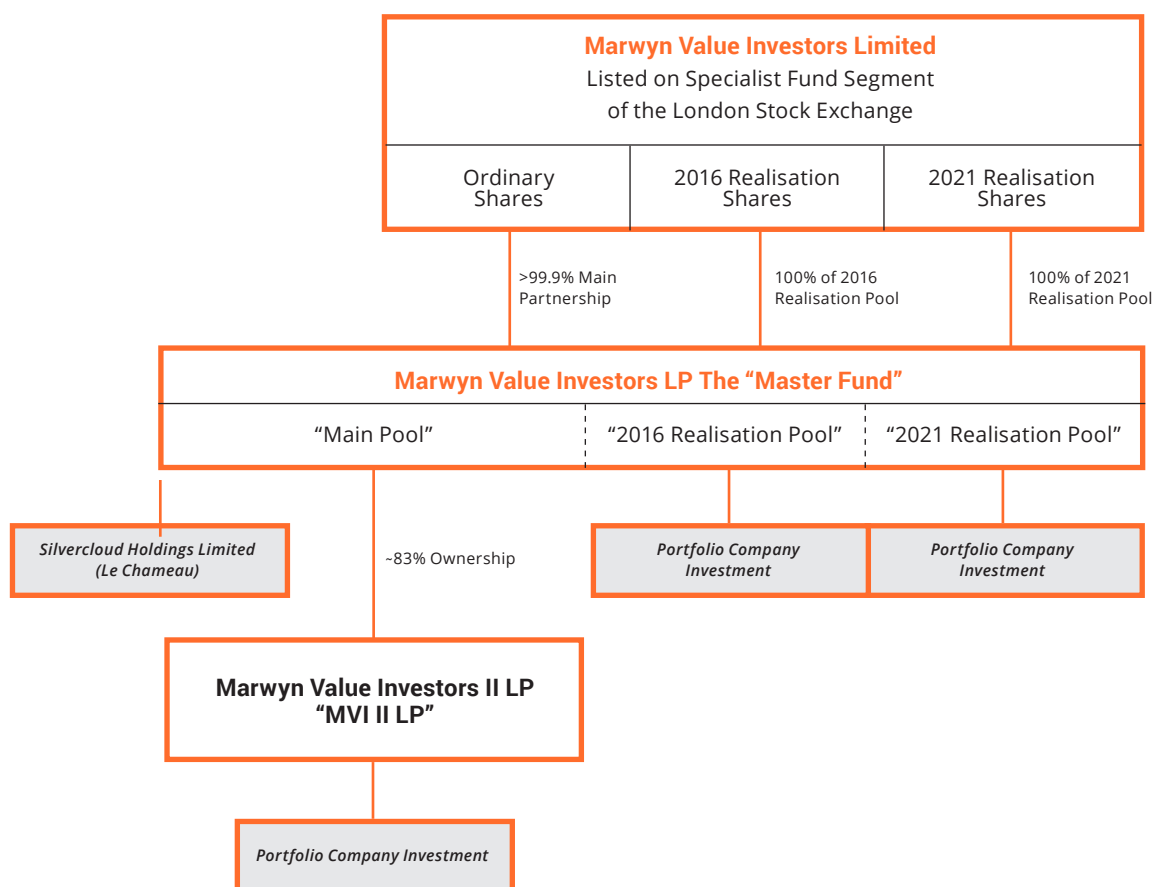 Marwyn Value Investors Limited
Listed on Specialist Fund Segment
of the London Stock Exchange
Ordinary
Shares
2016 Realisation
Shares
2021 Realisation
Shares
>99.9% Main
Partnership
100% of 2016
Realisation Pool
100% of 2021
Realisation Pool
Marwyn Value Investors LP The “Master Fund”
“Main Pool”
“2016 Realisation Pool”
“2021 Realisation Pool”
Silvercloud Holdings Limited
(Le Chameau)
~83% Ownership
Portfolio Company
Investment
Portfolio Company
Investment
Marwyn Value Investors II LP
“MVI II LP”
Portfolio Company Investment